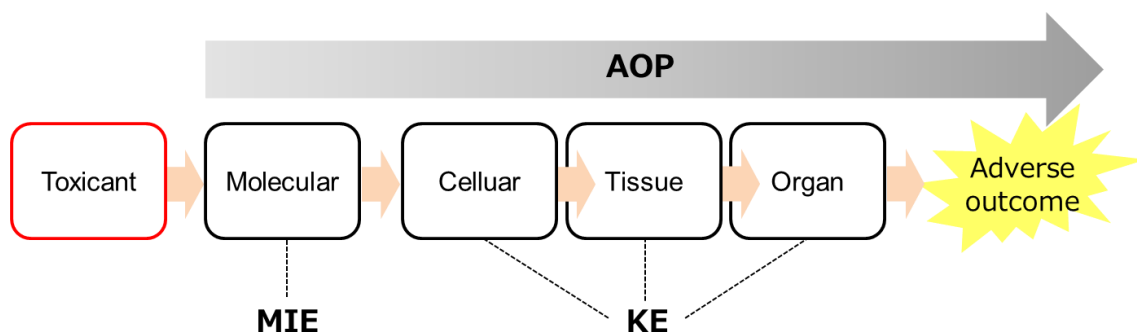 AOP
Toxicant
Molecular
Celluar
Tissue
Organ
Adverse
outcome
MIE
KE